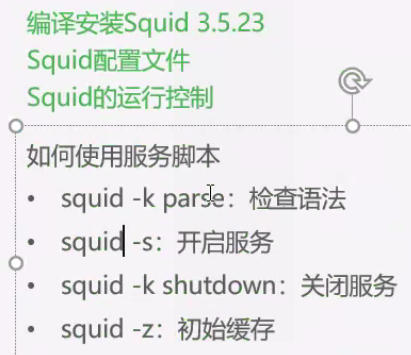 编译安装Squid 3.5.23
Squid配置文件
Squid的运行控制
如何使用服务脚本
• squid -k parse：检查语法
• squid -s：开启服务
• squid -k shutdown：关闭服务
• squid -z：初始缓存